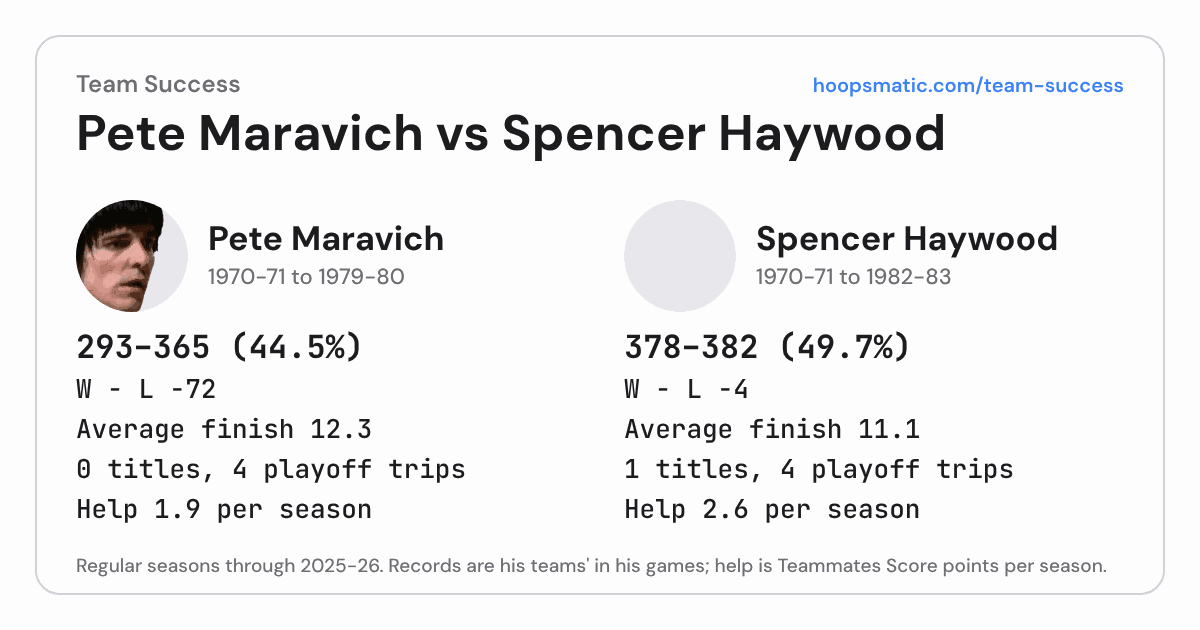 Team Success
hoopsmatic.com/team-success
Pete Maravich vs Spencer Haywood
Pete Maravich
1970-71 to 1979-80
293-365 (44.5%)
W - L -72
Average finish 12.3
0 titles, 4 playoff trips
Help 1.9 per season
Spencer Haywood
1970-71 to 1982-83
378-382 (49.7%)
W - L -4
Average finish 11.1
1 titles, 4 playoff trips
Help 2.6 per season
Regular seasons through 2025-26. Records are his teams' in his games; help is Teammates Score points per season.